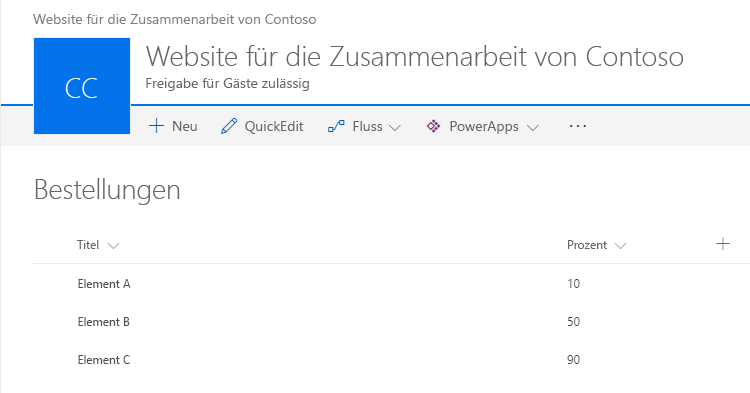 Website für die Zusammenarbeit von Contoso
CC
Website für die Zusammenarbeit von Contoso
Freigabe für Gäste zulässig
Neu QuickEdit Fluss PowerApps ...
Bestellungen
Titel Prozent
Element A 10
Element B 50
Element C 90